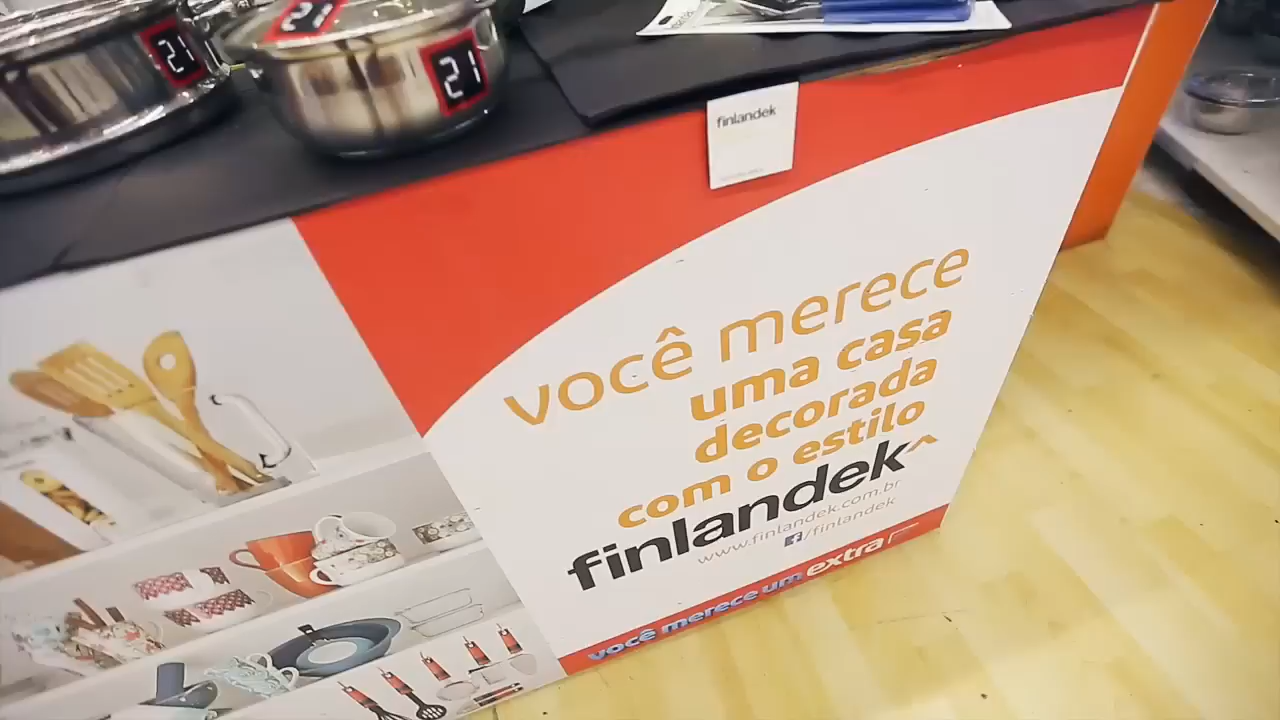 21
21
21
finlandek
você merece
uma casa
decorada
com o estilo
finlandek^
www.finlandek.com.br
f/finlandek
você merece um extra